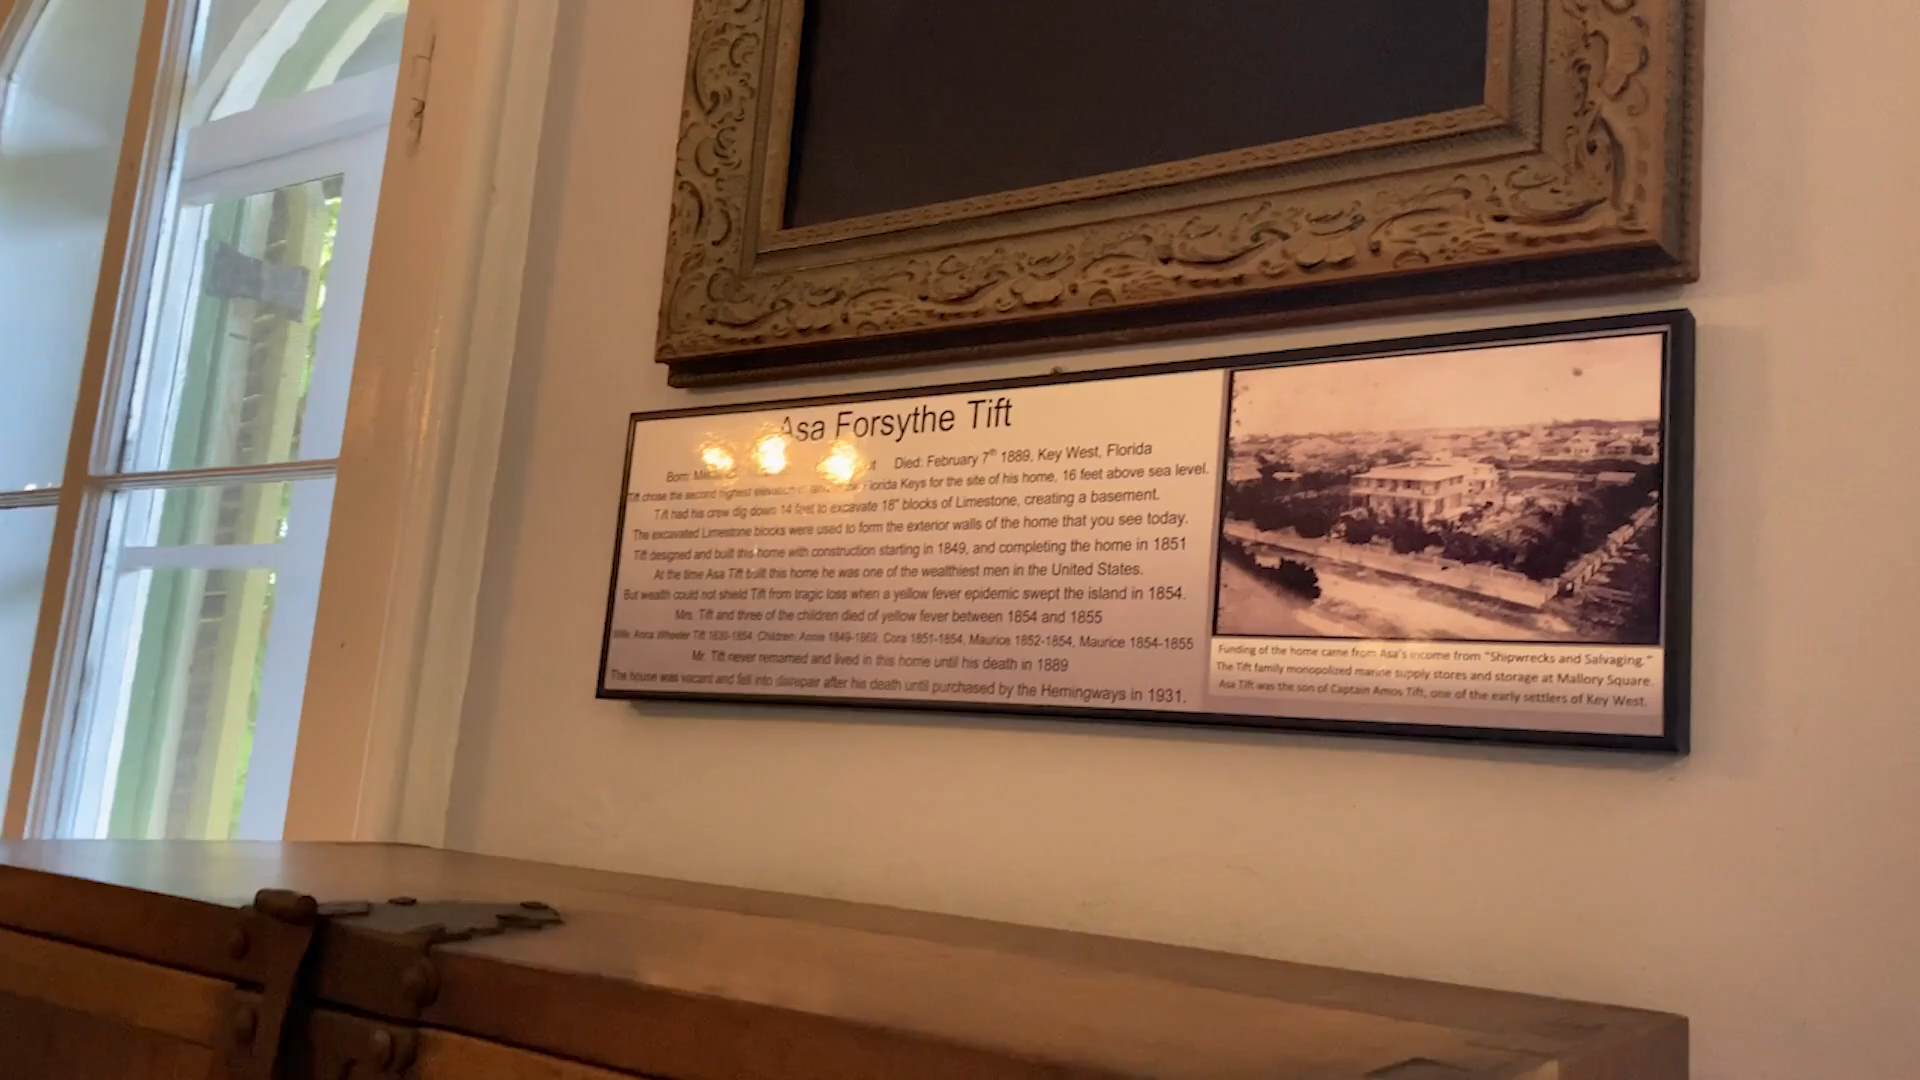 Asa Forsythe Tift
Born: Died: February 7th 1889, Key West, Florida
Tift chose the second highest elevation Florida Keys for the site of his home, 16 feet above sea level.
Tift had his crew dig down 14 feet to excavate 18" blocks of Limestone, creating a basement.
The excavated Limestone blocks were used to form the exterior walls of the home that you see today.
Tift designed and built this home with construction starting in 1849, and completing the home in 1851
At the time Asa Tift built this home he was one of the wealthiest men in the United States.
But wealth could not shield Tift from tragic loss when a yellow fever epidemic swept the island in 1854.
Mrs. Tift and three of the children died of yellow fever between 1854 and 1855
Wife: Anna Wheeler Tift 1830-1854. Children: Annie 1849-1869, Cora 1851-1854, Maurice 1852-1854, Maurice 1854-1855
Mr. Tift never remarried and lived in this home until his death in 1889
The house was vacant and fell into disrepair after his death until purchased by the Hemingways in 1931.
Funding of the home came from Asa's income from "Shipwrecks and Salvaging."
The Tift family monopolized marine supply stores and storage at Mallory Square.
Asa Tift was the son of Captain Amos Tift, one of the early settlers of Key West.